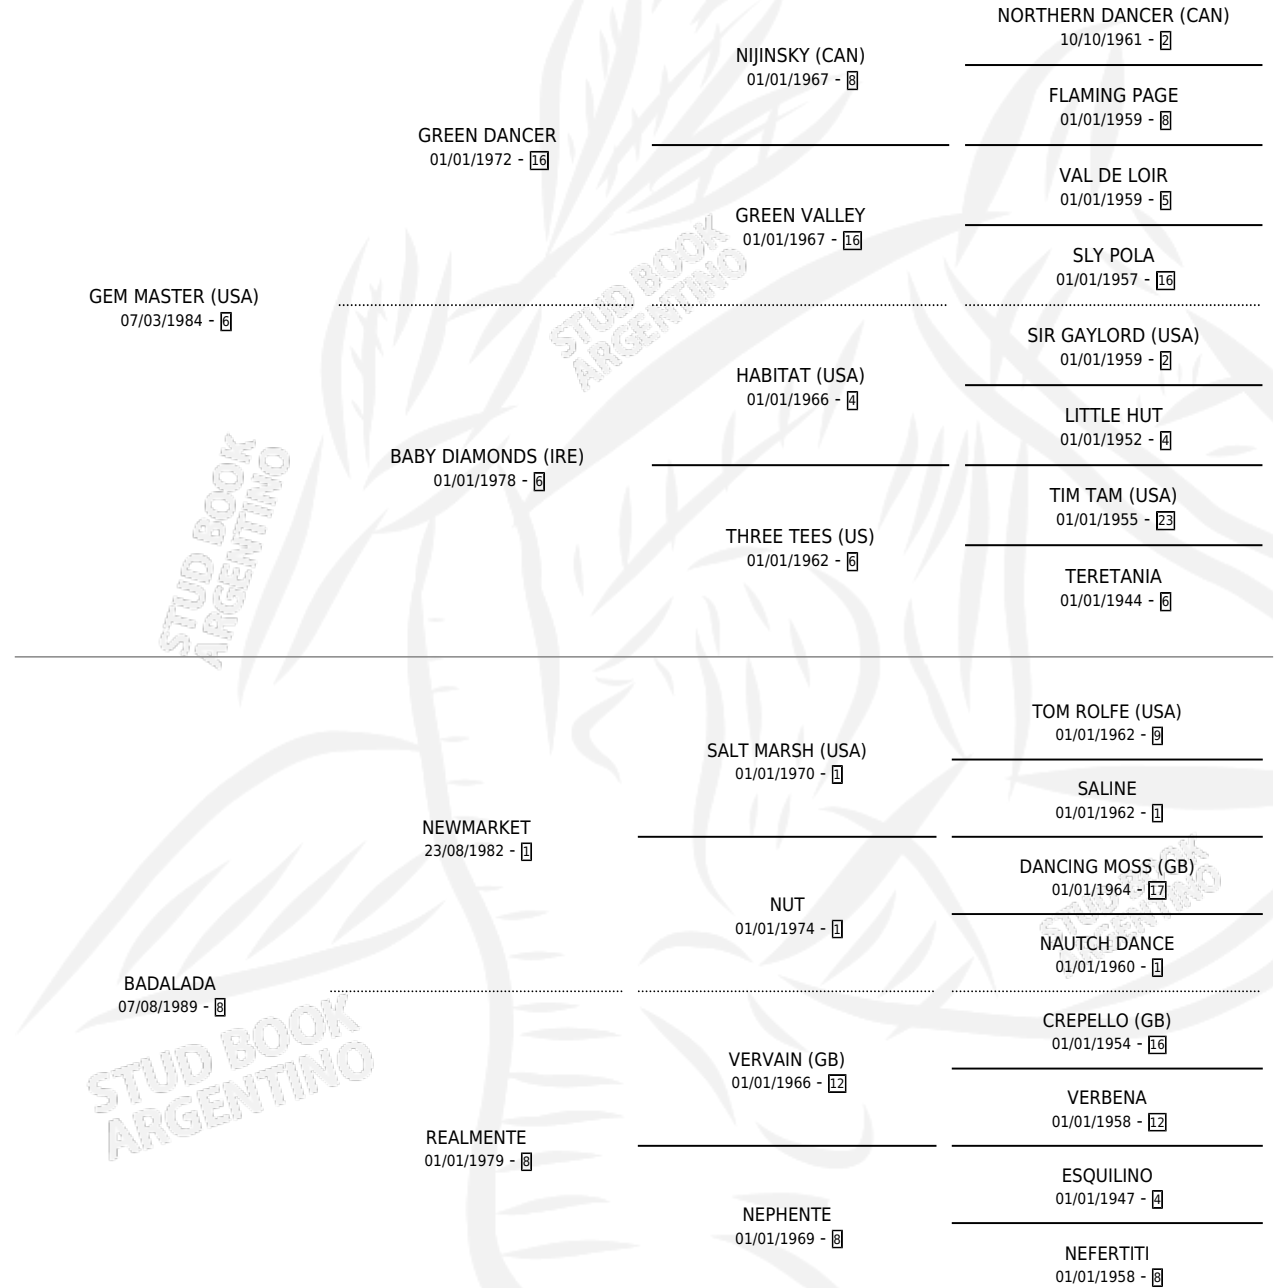 NORTHERN DANCER (CAN)
10/10/1961 - 2
NIJINSKY (CAN)
01/01/1967 - 8
FLAMING PAGE
01/01/1959 - 8
GREEN DANCER
01/01/1972 - 16
VAL DE LOIR
01/01/1959 - 5
GREEN VALLEY
01/01/1967 - 16
SLY POLA
01/01/1957 - 16
GEM MASTER (USA)
07/03/1984 - 6
STUD BOOK
ARGENTINO
SIR GAYLORD (USA)
01/01/1959 - 2
HABITAT (USA)
01/01/1966 - 4
LITTLE HUT
01/01/1952 - 4
BABY DIAMONDS (IRE)
01/01/1978 - 6
TIM TAM (USA)
01/01/1955 - 23
THREE TEES (US)
01/01/1962 - 6
TERETANIA
01/01/1944 - 6
STUD BOOK
ARGENTINO
TOM ROLFE (USA)
01/01/1962 - 9
SALT MARSH (USA)
01/01/1970 - 1
SALINE
01/01/1962 - 1
NEWMARKET
23/08/1982 - 1
DANCING MOSS (GB)
01/01/1964 - 17
NUT
01/01/1974 - 1
STUD BOOK
ARGENTINO
NAUTCH DANCE
01/01/1960 - 1
BADALADA
07/08/1989 - 8
CREPELLO (GB)
01/01/1954 - 16
VERVAIN (GB)
01/01/1966 - 12
VERBENA
01/01/1958 - 12
STUD BOOK
ARGENTINO
REALMENTE
01/01/1979 - 8
ESQUILINO
01/01/1947 - 4
NEPHENTE
01/01/1969 - 8
NEFERTITI
01/01/1958 - 8